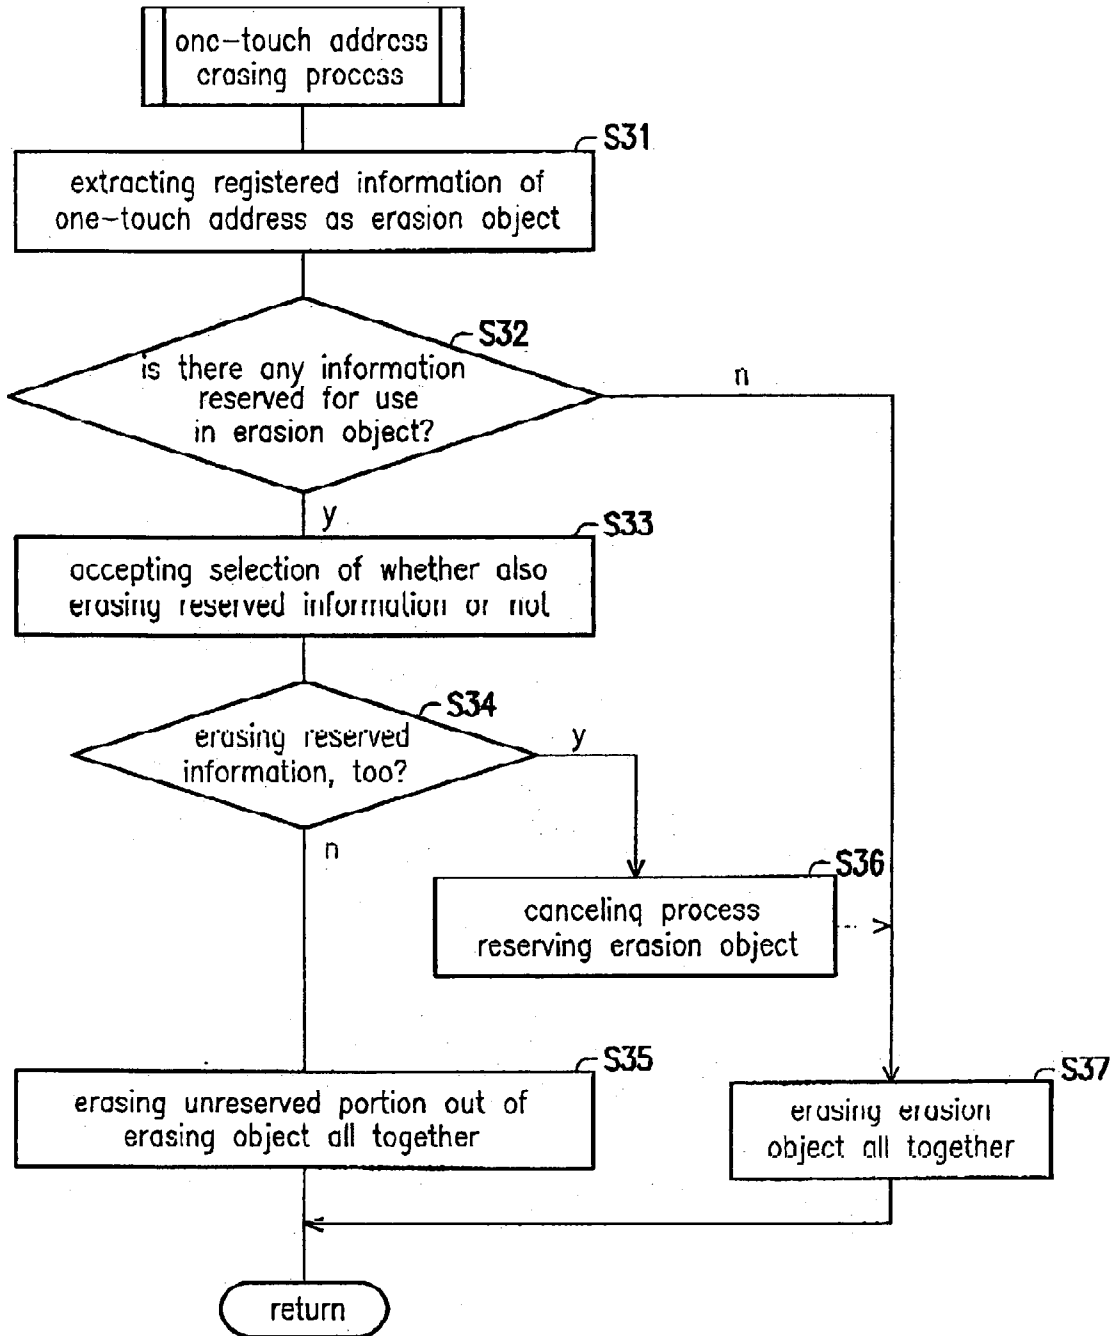 one-touch address
erasing process
S31
extracting registered information of
one-touch address as erasion object
S32
is there any information
reserved for use
in erasion object?
n
y
S33
accepting selection of whether also
erasing reserved information or not
S34
erasing reserved
information, too?
y
n
S36
canceling process
reserving erasion object
S35
erasing unreserved portion out of
erasing object all together
S37
erasing erasion
object all together
return